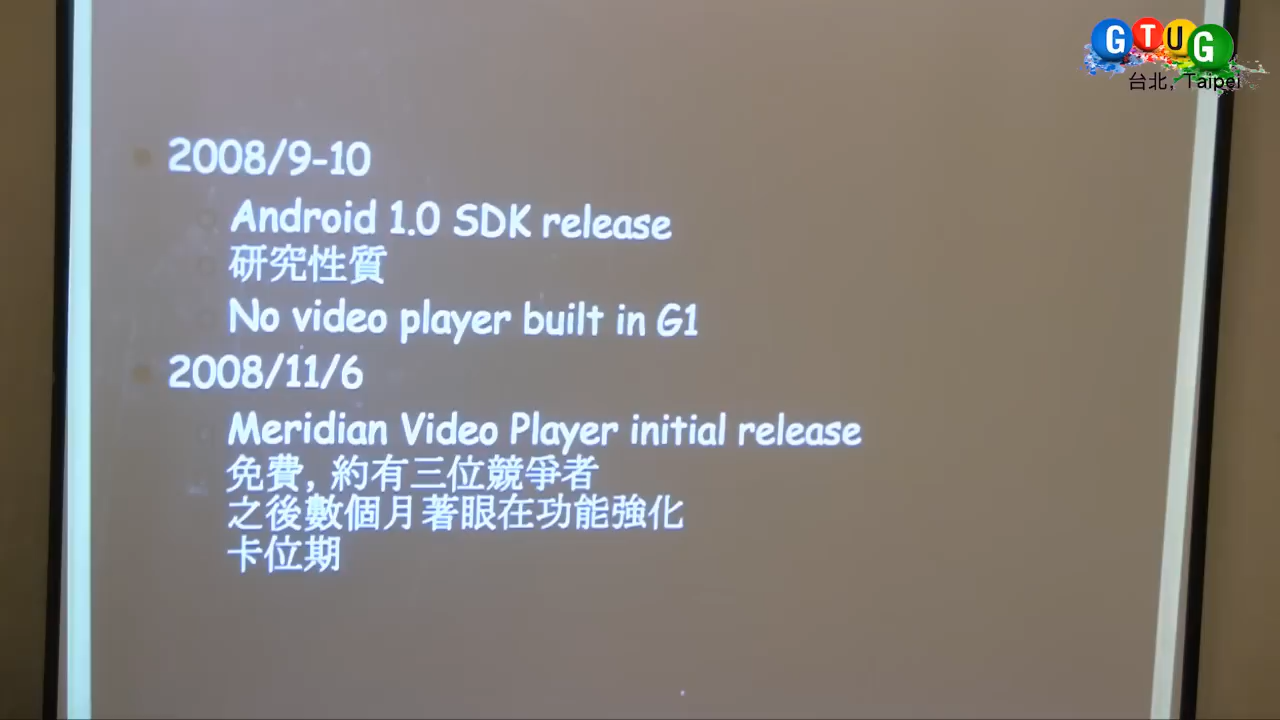 GTUG
台北, Taipei
2008/9-10
Android 1.0 SDK release
研究性質
No video player built in G1
2008/11/6
Meridian Video Player initial release
免費, 約有三位競爭者
之後數個月著眼在功能強化
卡位期